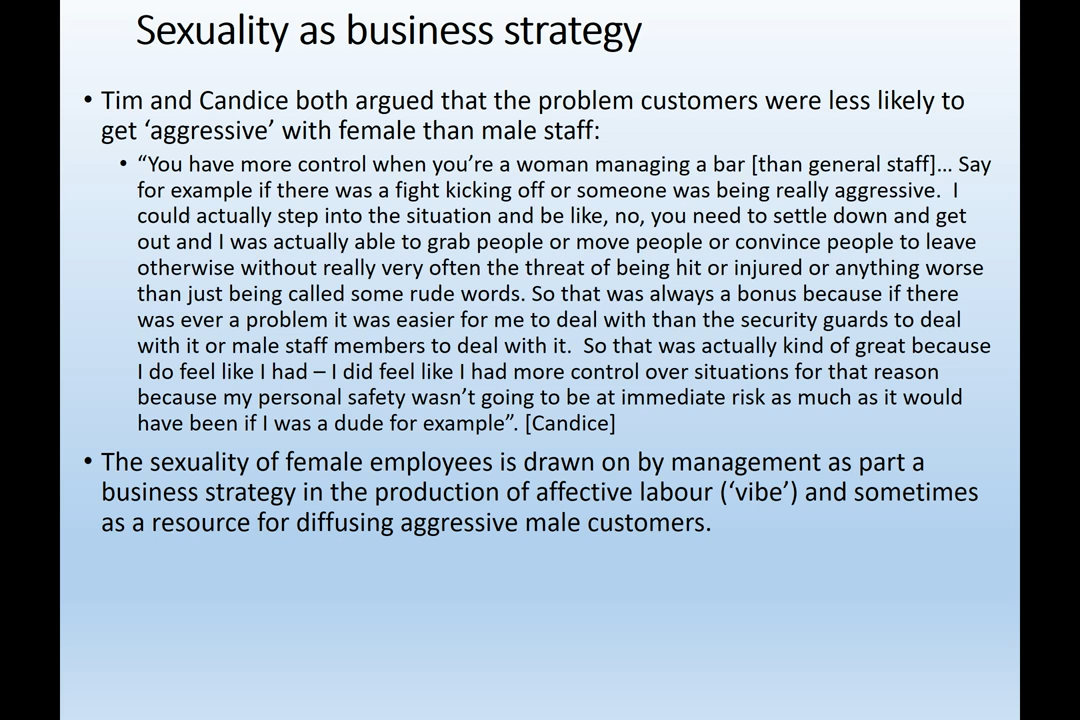 Sexuality as business strategy
• Tim and Candice both argued that the problem customers were less likely to
get ‘aggressive’ with female than male staff:
• “You have more control when you’re a woman managing a bar [than general staff]… Say
for example if there was a fight kicking off or someone was being really aggressive.  I
could actually step into the situation and be like, no, you need to settle down and get
out and I was actually able to grab people or move people or convince people to leave
otherwise without really very often the threat of being hit or injured or anything worse
than just being called some rude words. So that was always a bonus because if there
was ever a problem it was easier for me to deal with than the security guards to deal
with it or male staff members to deal with it.  So that was actually kind of great because
I do feel like I had – I did feel like I had more control over situations for that reason
because my personal safety wasn’t going to be at immediate risk as much as it would
have been if I was a dude for example”. [Candice]
• The sexuality of female employees is drawn on by management as part a
business strategy in the production of affective labour (‘vibe’) and sometimes
as a resource for diffusing aggressive male customers.